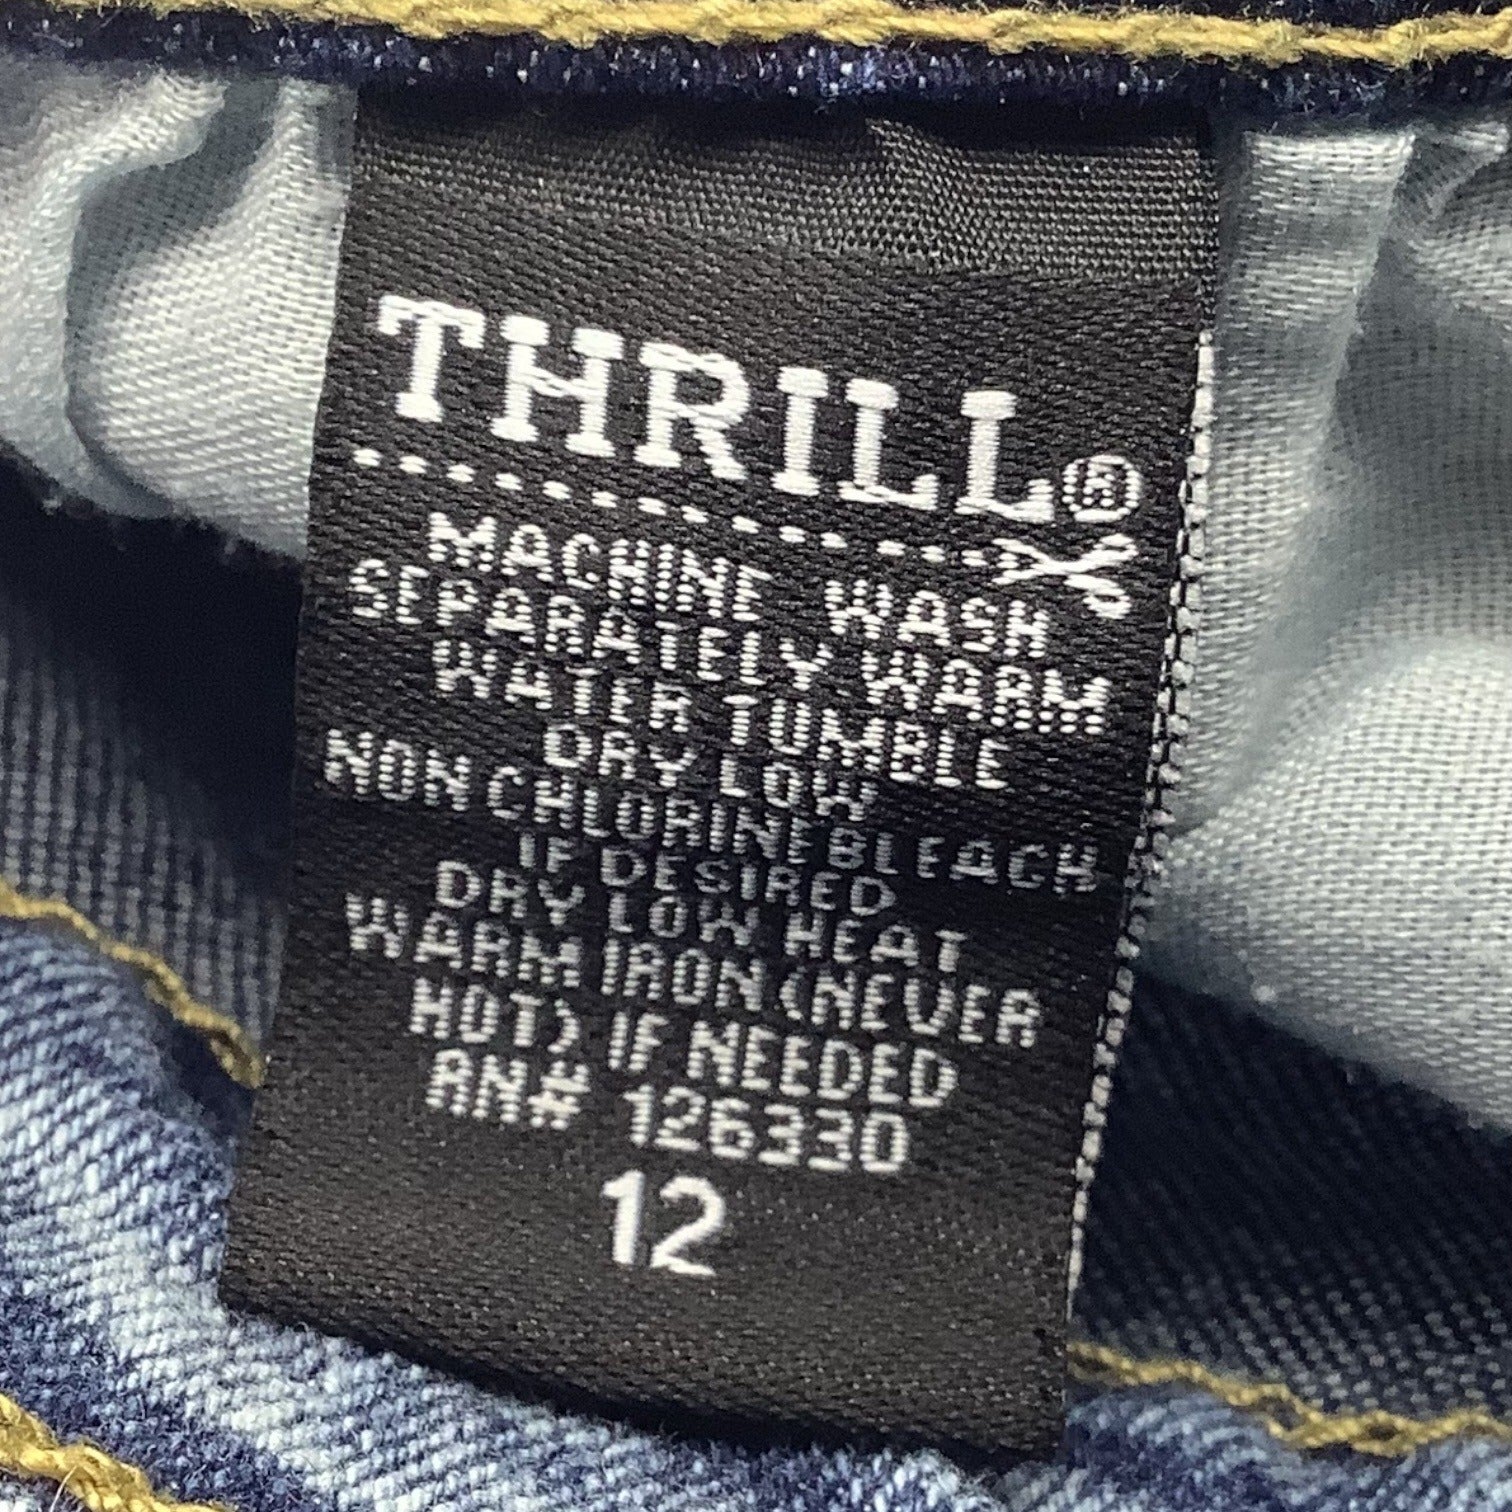 THRILL®
MACHINE WASH
SEPARATELY WARM
WATER TUMBLE
DRY LOW
NON CHLORINE BLEACH
IF DESIRED
DRY LOW HEAT
WARM IRON (NEVER
HOT) IF NEEDED
RN# 126330
12